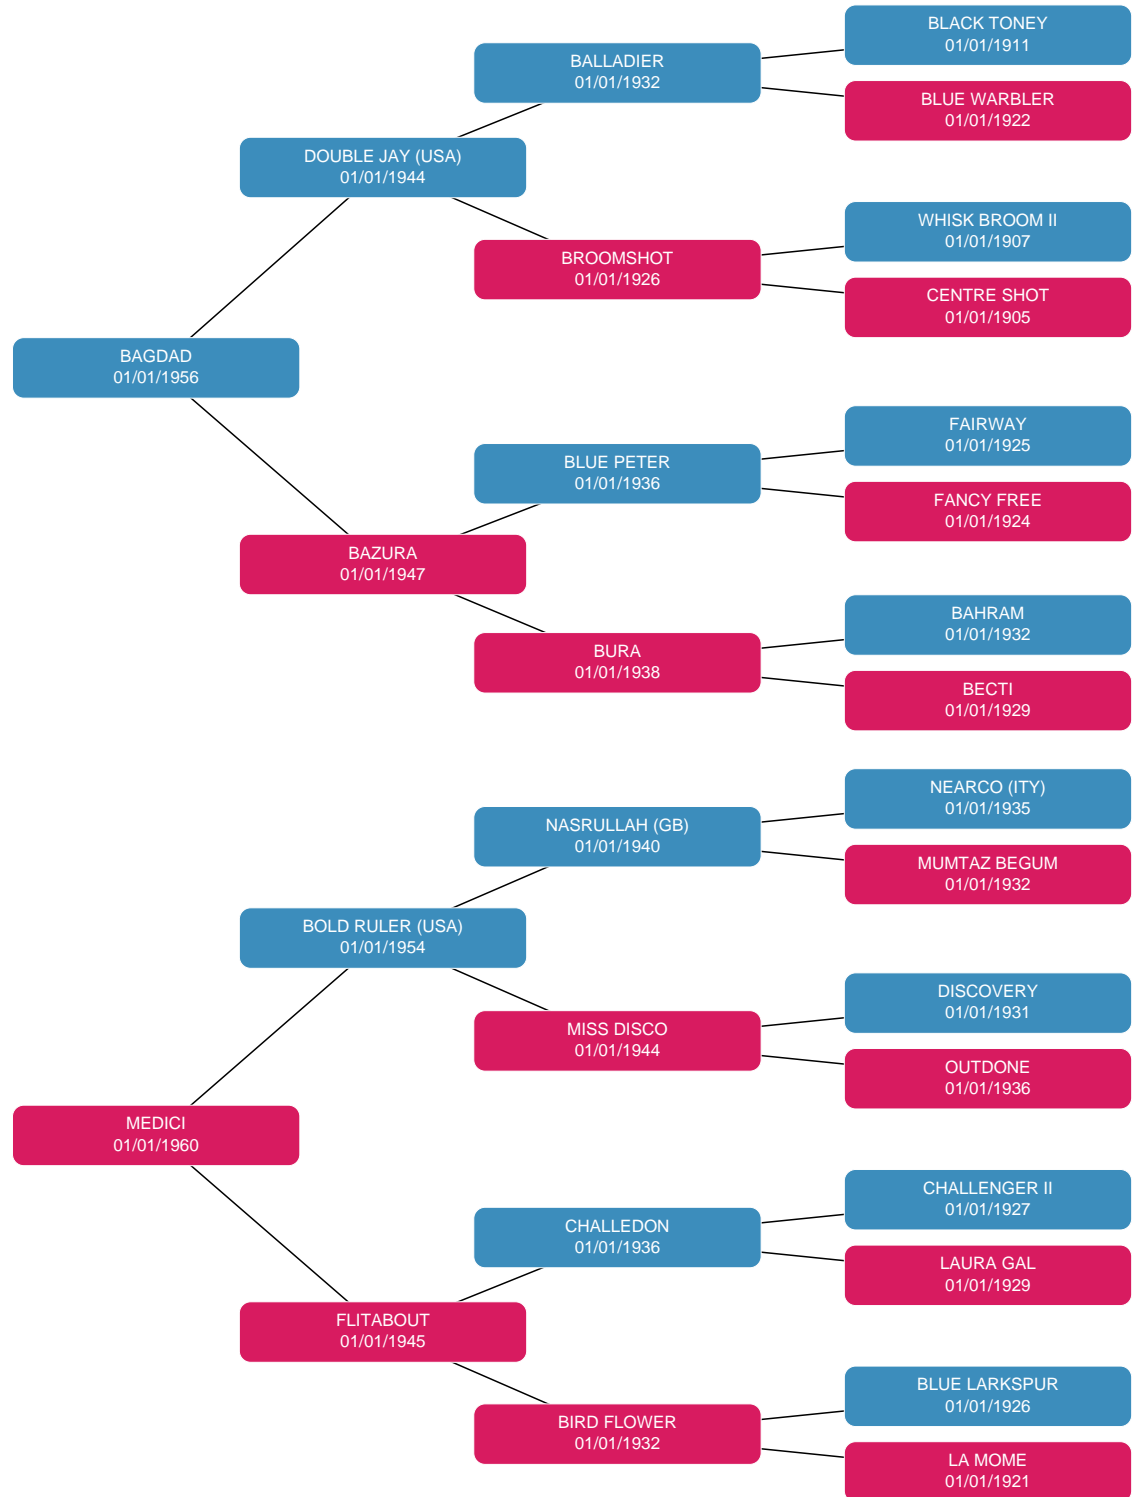 BLACK TONEY
01/01/1911
BALLADIER
01/01/1932
BLUE WARBLER
01/01/1922
DOUBLE JAY (USA)
01/01/1944
WHISK BROOM II
01/01/1907
BROOMSHOT
01/01/1926
CENTRE SHOT
01/01/1905
BAGDAD
01/01/1956
FAIRWAY
01/01/1925
BLUE PETER
01/01/1936
FANCY FREE
01/01/1924
BAZURA
01/01/1947
BAHRAM
01/01/1932
BURA
01/01/1938
BECTI
01/01/1929
NEARCO (ITY)
01/01/1935
NASRULLAH (GB)
01/01/1940
MUMTAZ BEGUM
01/01/1932
BOLD RULER (USA)
01/01/1954
DISCOVERY
01/01/1931
MISS DISCO
01/01/1944
OUTDONE
01/01/1936
MEDICI
01/01/1960
CHALLENGER II
01/01/1927
CHALLEDON
01/01/1936
LAURA GAL
01/01/1929
FLITABOUT
01/01/1945
BLUE LARKSPUR
01/01/1926
BIRD FLOWER
01/01/1932
LA MOME
01/01/1921